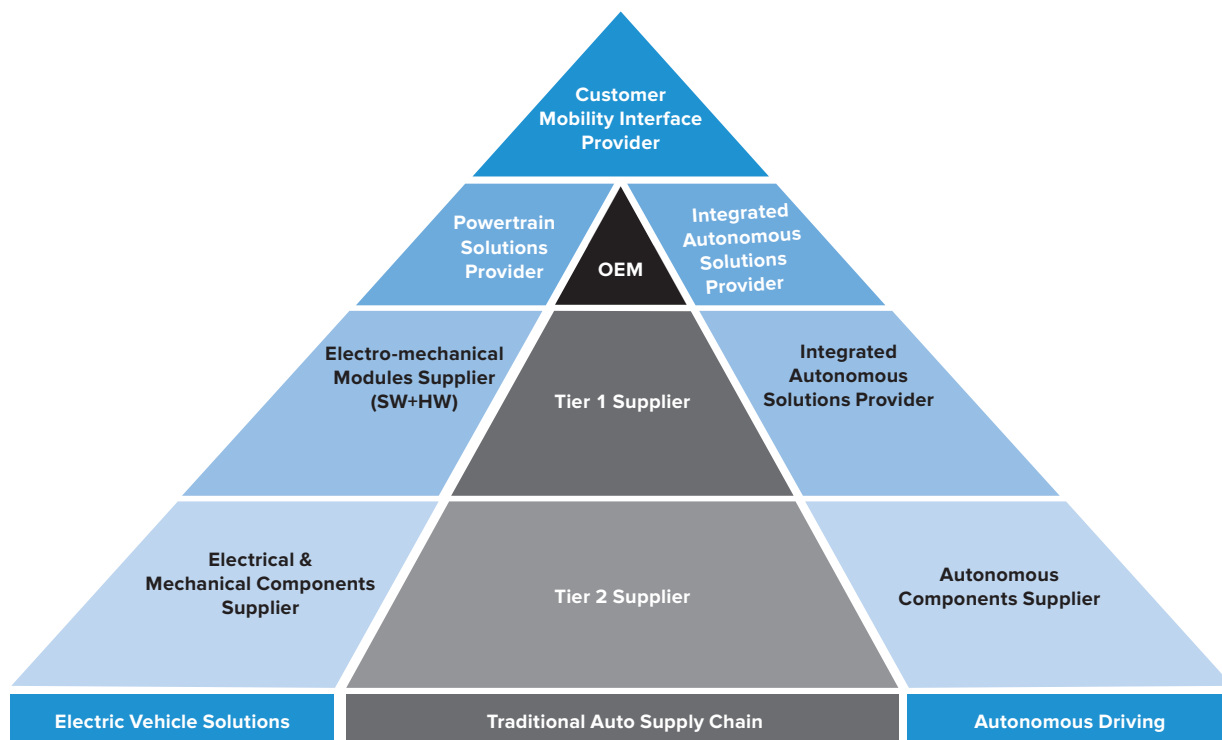 Customer
Mobility Interface
Provider
Powertrain
Solutions
Provider
OEM
Integrated
Autonomous
Solutions
Provider
Electro-mechanical
Modules Supplier
(SW+HW)
Tier 1 Supplier
Integrated
Autonomous
Solutions Provider
Electrical &
Mechanical Components
Supplier
Tier 2 Supplier
Autonomous
Components Supplier
Electric Vehicle Solutions
Traditional Auto Supply Chain
Autonomous Driving